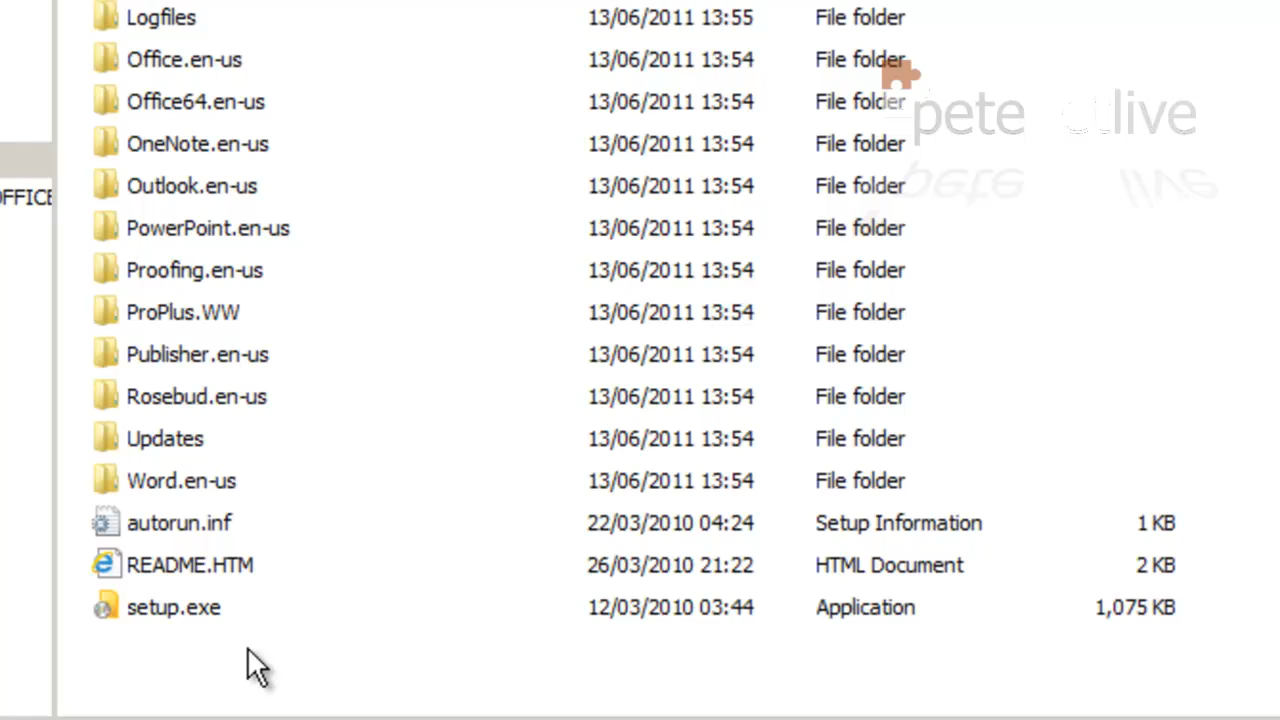 Logfiles 13/06/2011 13:55 File folder
Office.en-us 13/06/2011 13:54 File folder
Office64.en-us 13/06/2011 13:54 File folder
OneNote.en-us 13/06/2011 13:54 File folder
Outlook.en-us 13/06/2011 13:54 File folder
PowerPoint.en-us 13/06/2011 13:54 File folder
Proofing.en-us 13/06/2011 13:54 File folder
ProPlus.WW 13/06/2011 13:54 File folder
Publisher.en-us 13/06/2011 13:54 File folder
Rosebud.en-us 13/06/2011 13:54 File folder
Updates 13/06/2011 13:54 File folder
Word.en-us 13/06/2011 13:54 File folder
autorun.inf 22/03/2010 04:24 Setup Information 1 KB
README.HTM 26/03/2010 21:22 HTML Document 2 KB
setup.exe 12/03/2010 03:44 Application 1,075 KB